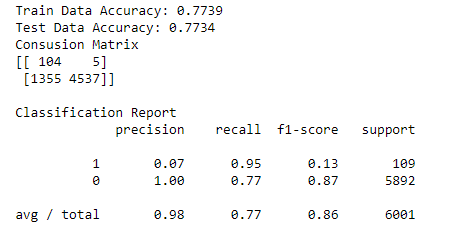 Train Data Accuracy: 0.7739
Test Data Accuracy: 0.7734
Consusion Matrix
[[ 104    5]
 [1355 4537]]
Classification Report
             precision    recall  f1-score   support
          1       0.07      0.95      0.13       109
          0       1.00      0.77      0.87      5892
avg / total       0.98      0.77      0.86      6001